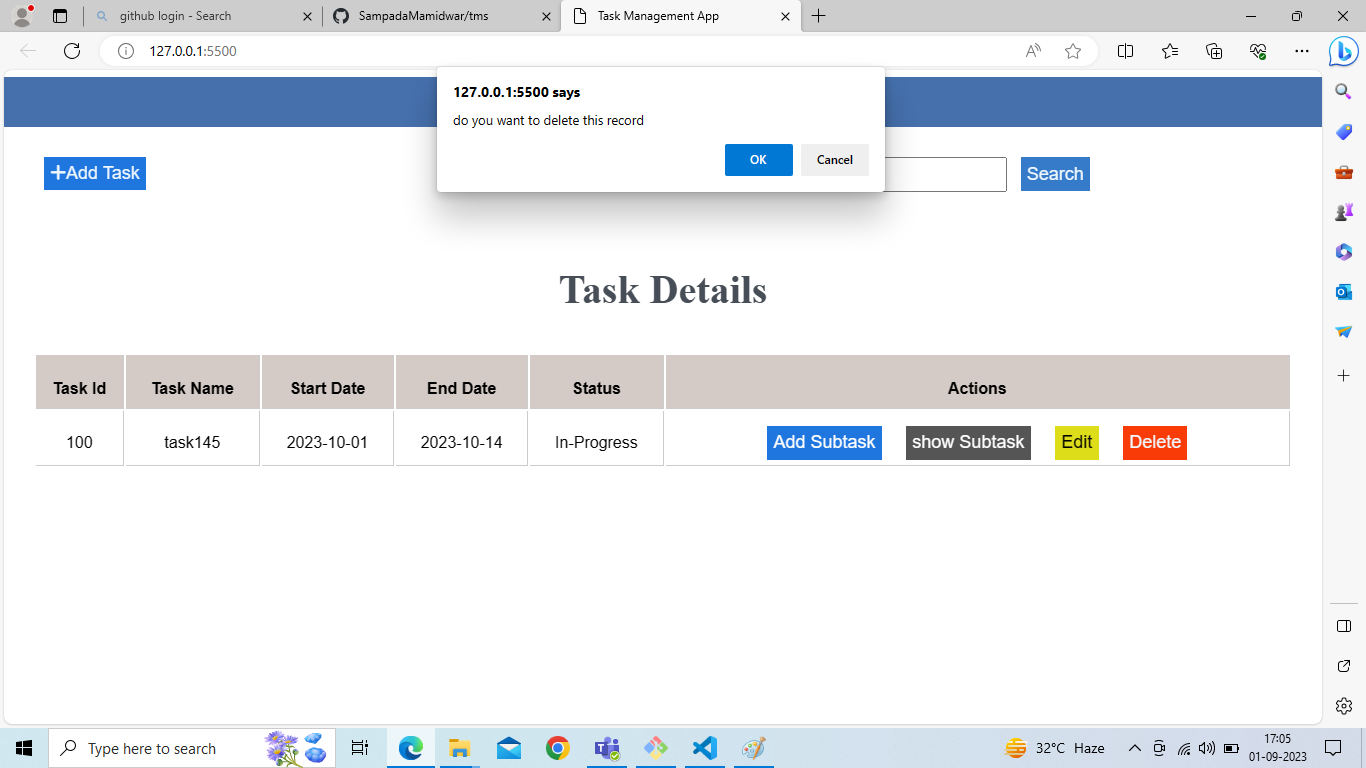 github login - Search
SampadaMamidwar/tms
Task Management App
127.0.0.1:5500
127.0.0.1:5500 says
do you want to delete this record
OK Cancel
+Add Task
Search
Task Details
Task Id Task Name Start Date End Date Status Actions
100 task145 2023-10-01 2023-10-14 In-Progress Add Subtask show Subtask Edit Delete
Type here to search
32°C Haze
17:05
01-09-2023